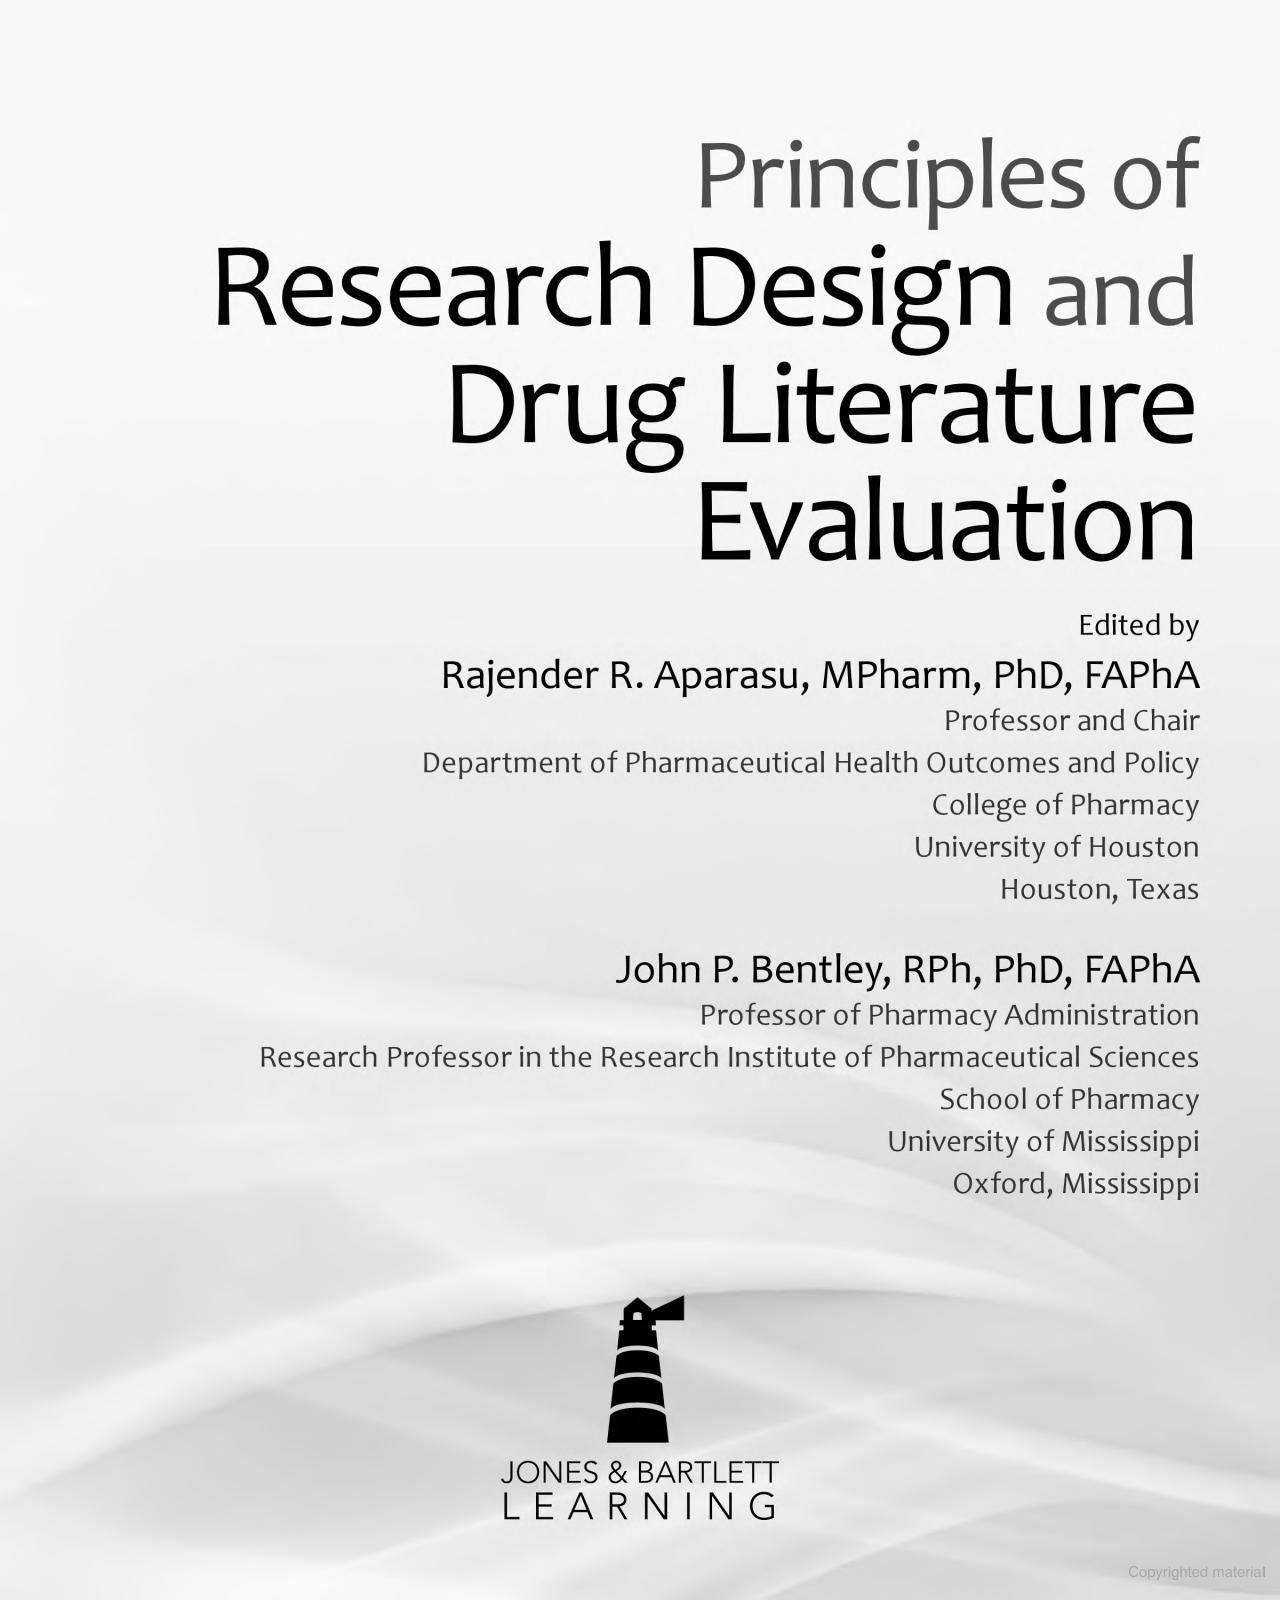 Principles of
Research Design and
Drug Literature
Evaluation
Edited by
Rajender R. Aparasu, MPharm, PhD, FAPhA
Professor and Chair
Department of Pharmaceutical Health Outcomes and Policy
College of Pharmacy
University of Houston
Houston, Texas
John P. Bentley, RPh, PhD, FAPhA
Professor of Pharmacy Administration
Research Professor in the Research Institute of Pharmaceutical Sciences
School of Pharmacy
University of Mississippi
Oxford, Mississippi
JONES & BARTLETT
LEARNING
Copyrighted material